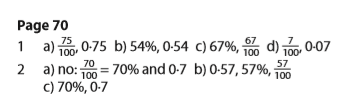 Page 70
1 a) 75/100, 0·75 b) 54%, 0·54 c) 67%, 67/100 d) 7/100, 0·07
2 a) no: 70/100 = 70% and 0·7 b) 0·57, 57%, 57/100
c) 70%, 0·7